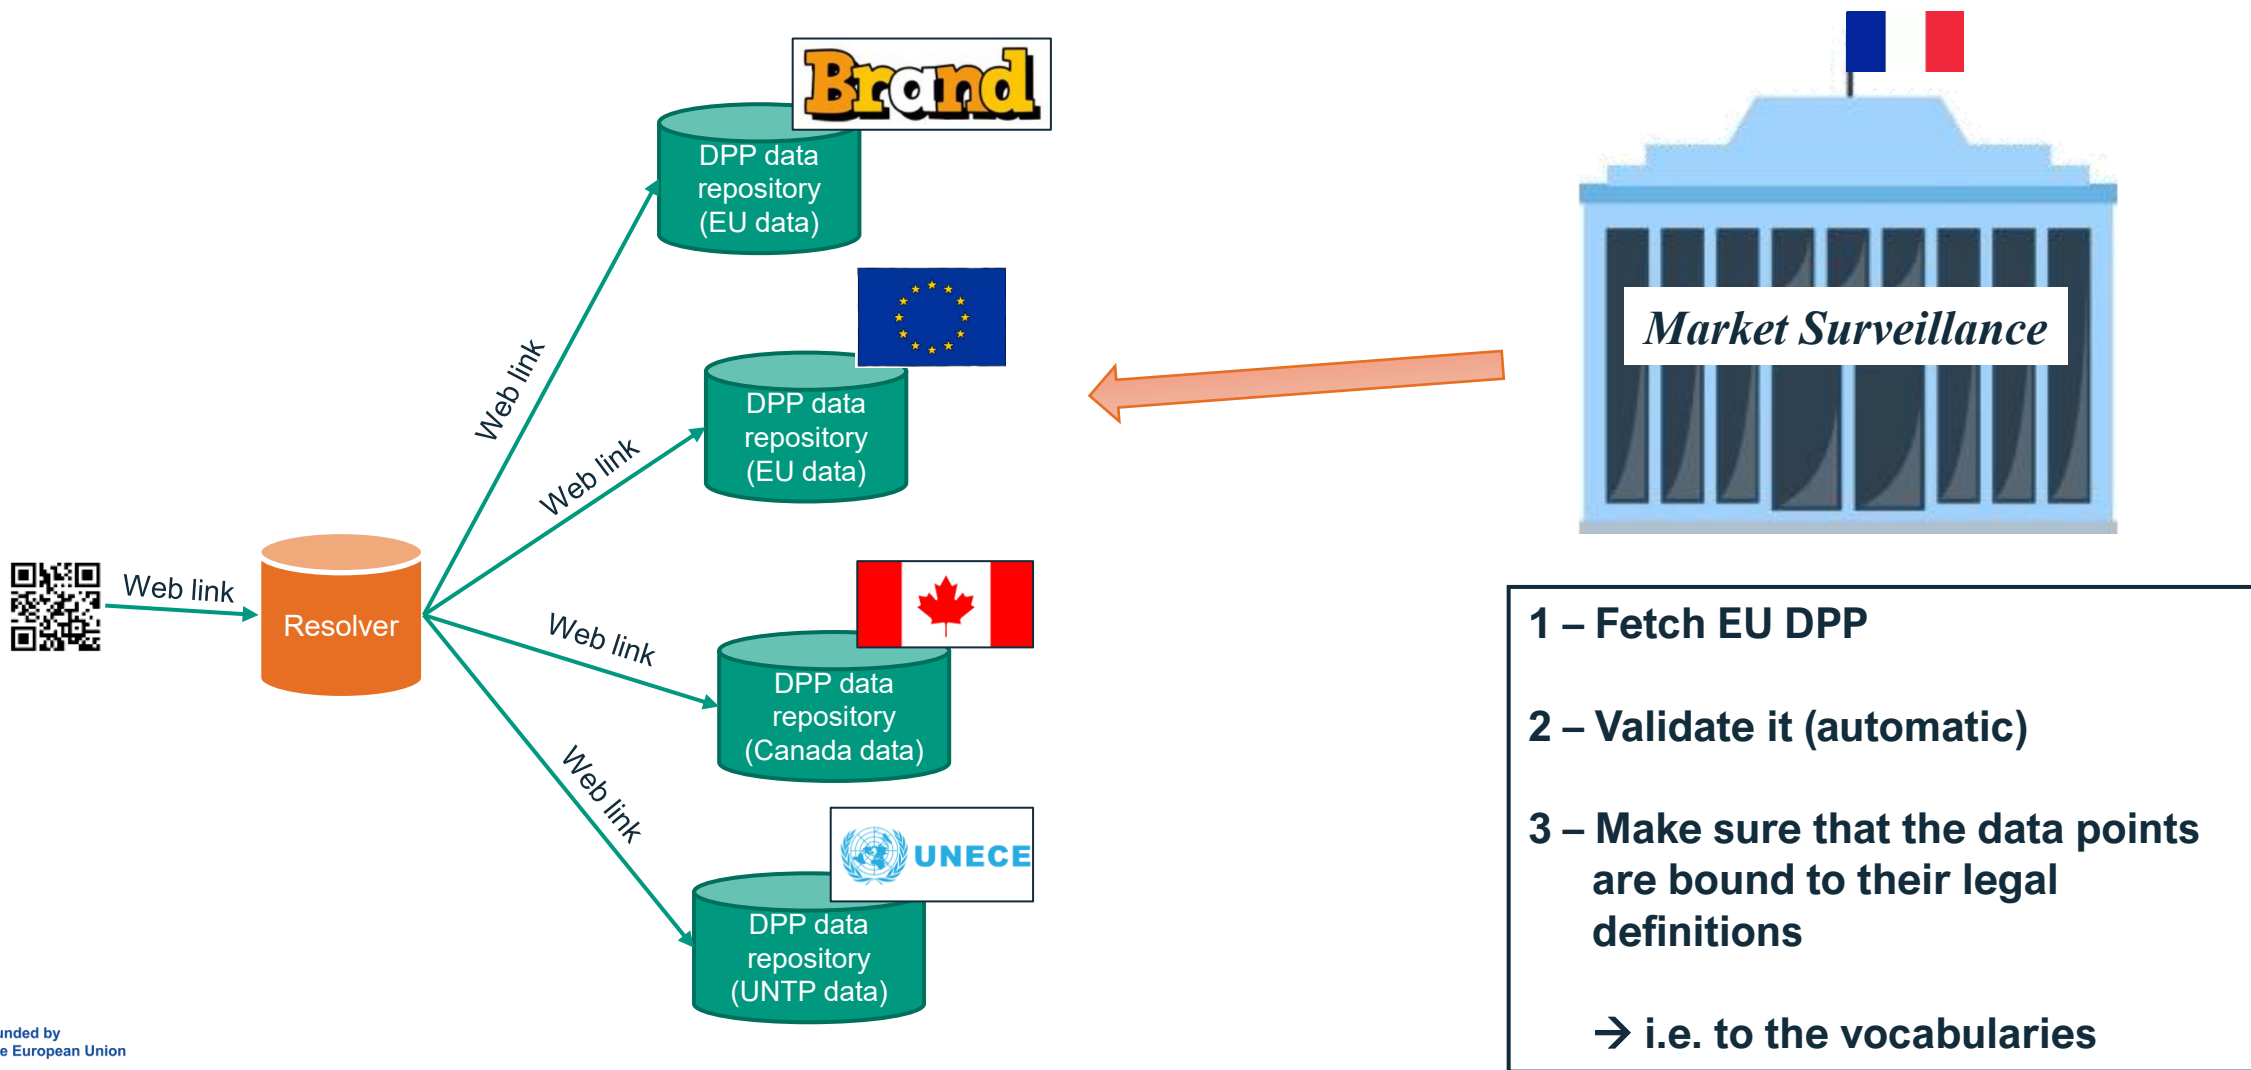 Brand
DPP data
repository
(EU data)
Web link
DPP data
repository
(EU data)
Web link
Market Surveillance
Web link
Resolver
Web link
DPP data
repository
(Canada data)
Web link
UNECE
DPP data
repository
(UNTP data)
1 – Fetch EU DPP
2 – Validate it (automatic)
3 – Make sure that the data points
are bound to their legal
definitions
→ i.e. to the vocabularies
unded by
e European Union